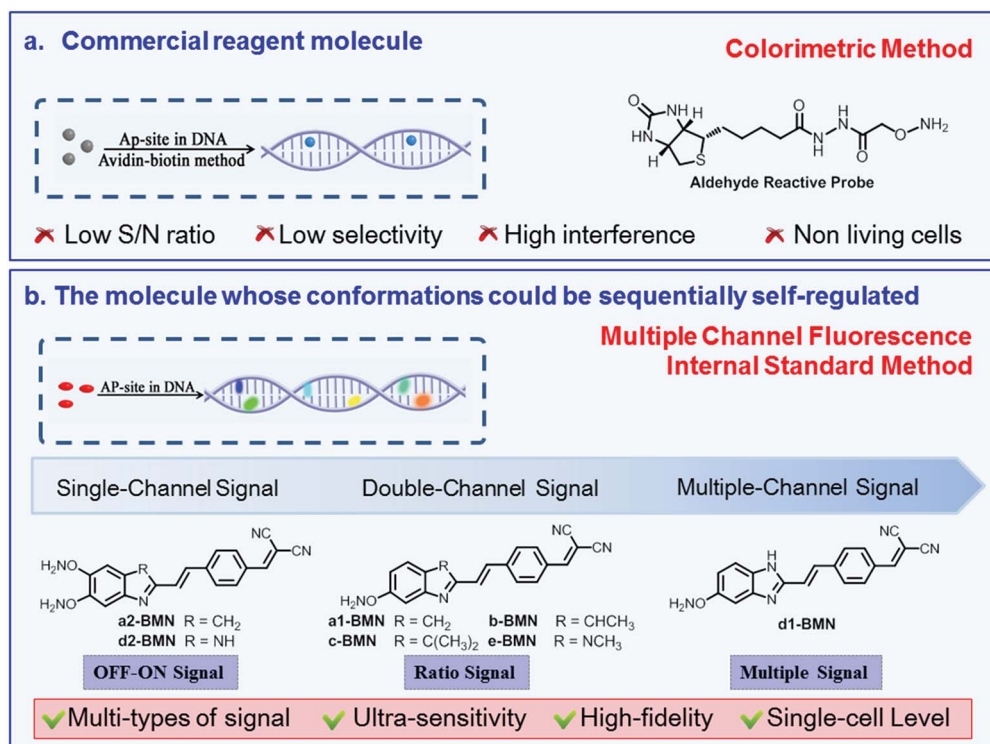 a. Commercial reagent molecule
Colorimetric Method
Ap-site in DNA
Avidin-biotin method
O
NH
H
HN
H
S
O
N
H
H
N
O
O
NH₂
Aldehyde Reactive Probe
Low S/N ratio
Low selectivity
High interference
Non living cells
b. The molecule whose conformations could be sequentially self-regulated
Multiple Channel Fluorescence
Internal Standard Method
AP-site in DNA
Single-Channel Signal
Double-Channel Signal
Multiple-Channel Signal
NC
CN
H₂NO
R
H₂NO
N
a2-BMN R = CH₂
d2-BMN R = NH
OFF-ON Signal
NC
CN
R
H₂NO
N
a1-BMN R = CH₂ b-BMN R = CHCH₃
c-BMN R = C(CH₃)₂ e-BMN R = NCH₃
Ratio Signal
NC
CN
H
N
H₂NO
N
d1-BMN
Multiple Signal
Multi-types of signal
Ultra-sensitivity
High-fidelity
Single-cell Level